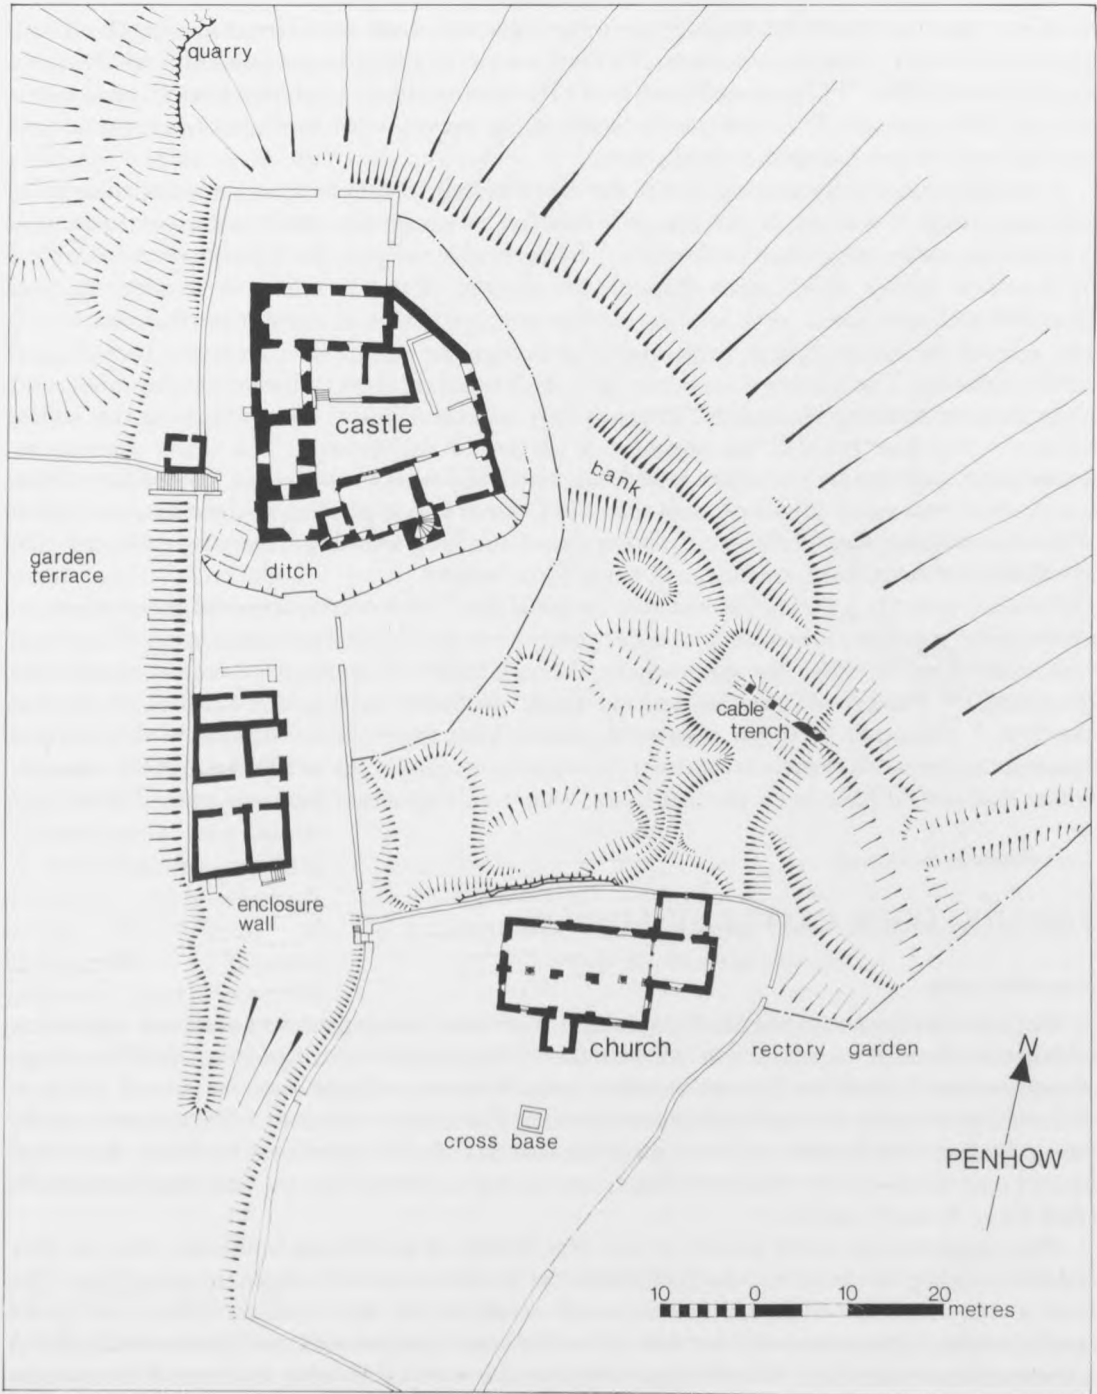 quarry
castle
bank
garden
terrace
ditch
cable
trench
enclosure
wall
church
rectory garden
N
cross base
PENHOW
10 0 10 20
metres